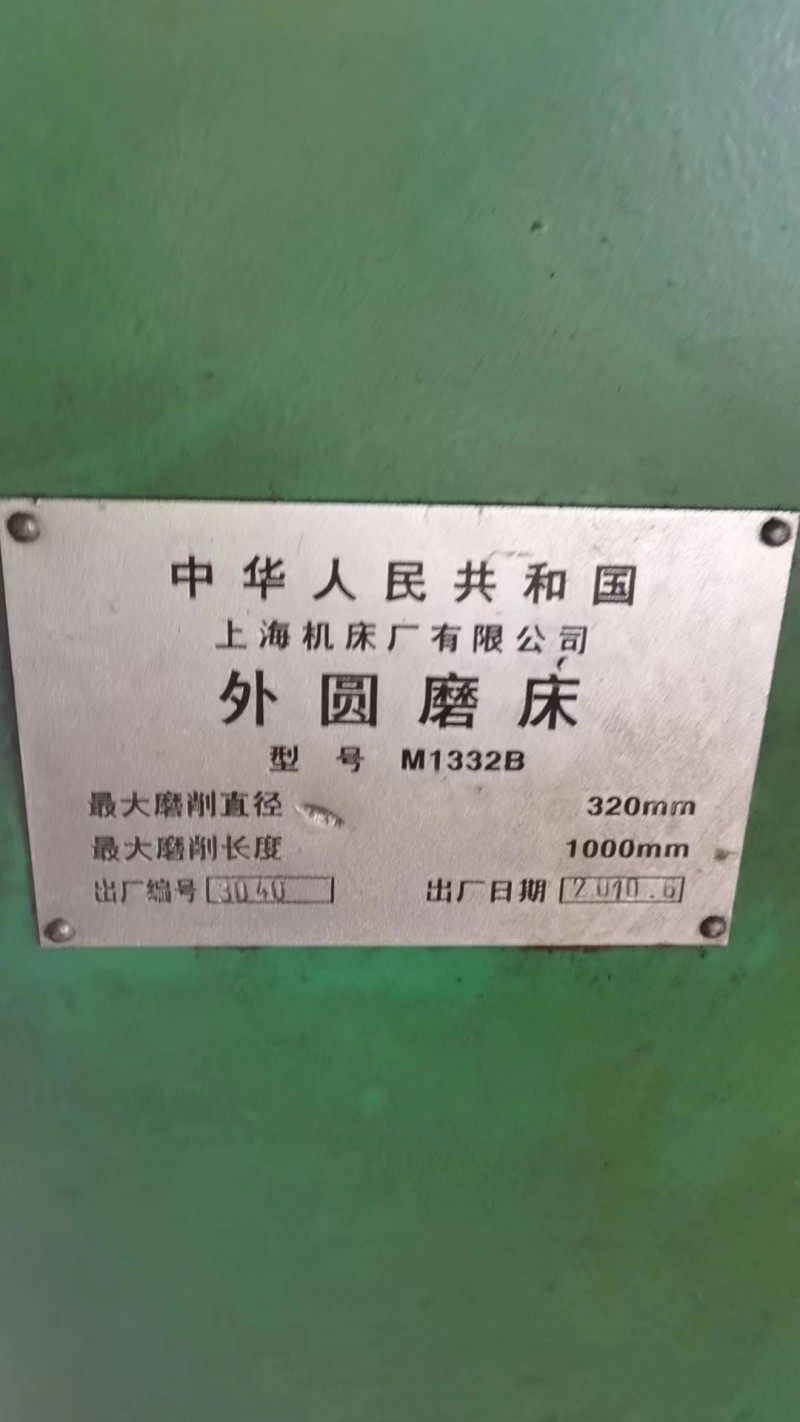 中华人民共和国
上海机床厂有限公司
外圆磨床
型号 M1332B
最大磨削直径 320mm
最大磨削长度 1000mm
出厂编号 3040 出厂日期 2010.6